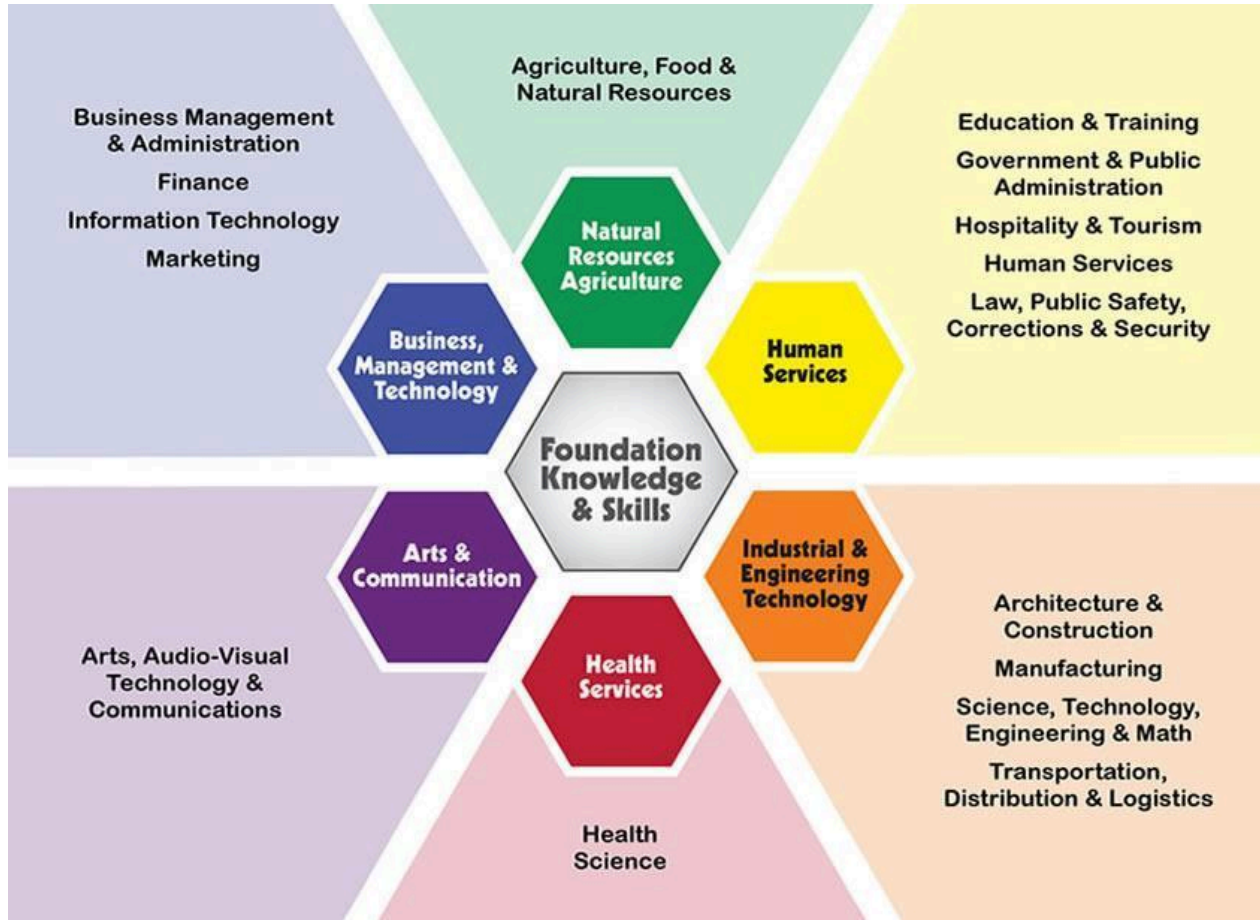 Agriculture, Food &
Natural Resources
Business Management
& Administration
Finance
Information Technology
Marketing
Education & Training
Government & Public
Administration
Hospitality & Tourism
Human Services
Law, Public Safety,
Corrections & Security
Natural
Resources
Agriculture
Business,
Management &
Technology
Human
Services
Foundation
Knowledge
& Skills
Arts &
Communication
Industrial &
Engineering
Technology
Health
Services
Arts, Audio-Visual
Technology &
Communications
Architecture &
Construction
Manufacturing
Science, Technology,
Engineering & Math
Transportation,
Distribution & Logistics
Health
Science